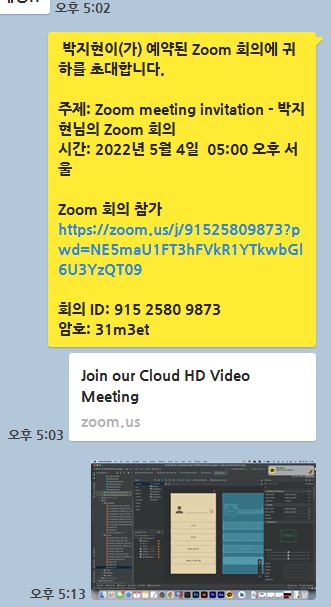 오후 5:02
박지현이(가) 예약된 Zoom 회의에 귀
하를 초대합니다.
주제: Zoom meeting invitation - 박지
현님의 Zoom 회의
시간: 2022년 5월 4일  05:00 오후 서
울
Zoom 회의 참가
https://zoom.us/j/91525809873?p
wd=NE5maU1FT3hFVkR1YTkwbGl
6U3YzQT09
회의 ID: 915 2580 9873
암호: 31m3et
Join our Cloud HD Video
Meeting
zoom.us
오후 5:03
오후 5:13